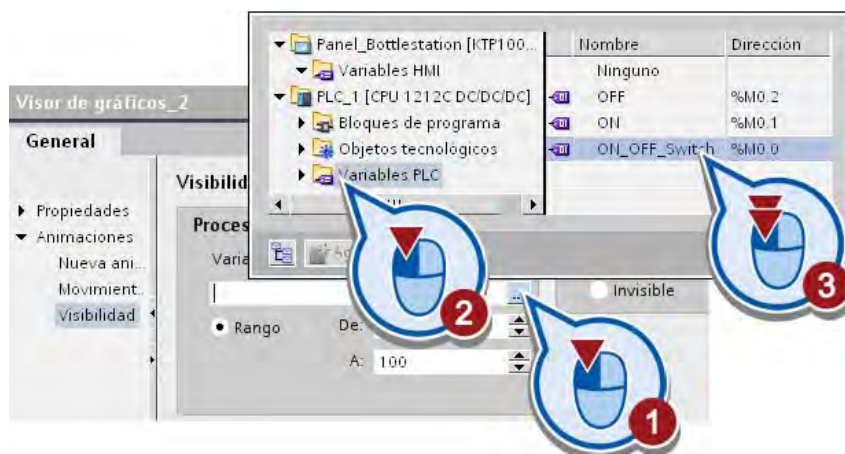 Panel_Bottlestation [KTP100...
Variables HMI
PLC_1 [CPU 1212C DC/DC/DC]
Bloques de programa
Objetos tecnológicos
Variables PLC
Nombre Dirección
Ninguno
OFF %M0.2
ON %M0.1
ON_OFF_Switch %M0.0
Visor de gráficos_2
General
Propiedades
Animaciones
Nueva ani...
Movimient...
Visibilidad
Visibilid
Proces
Varia
Rango De:
A: 100
Invisible
1
2
3